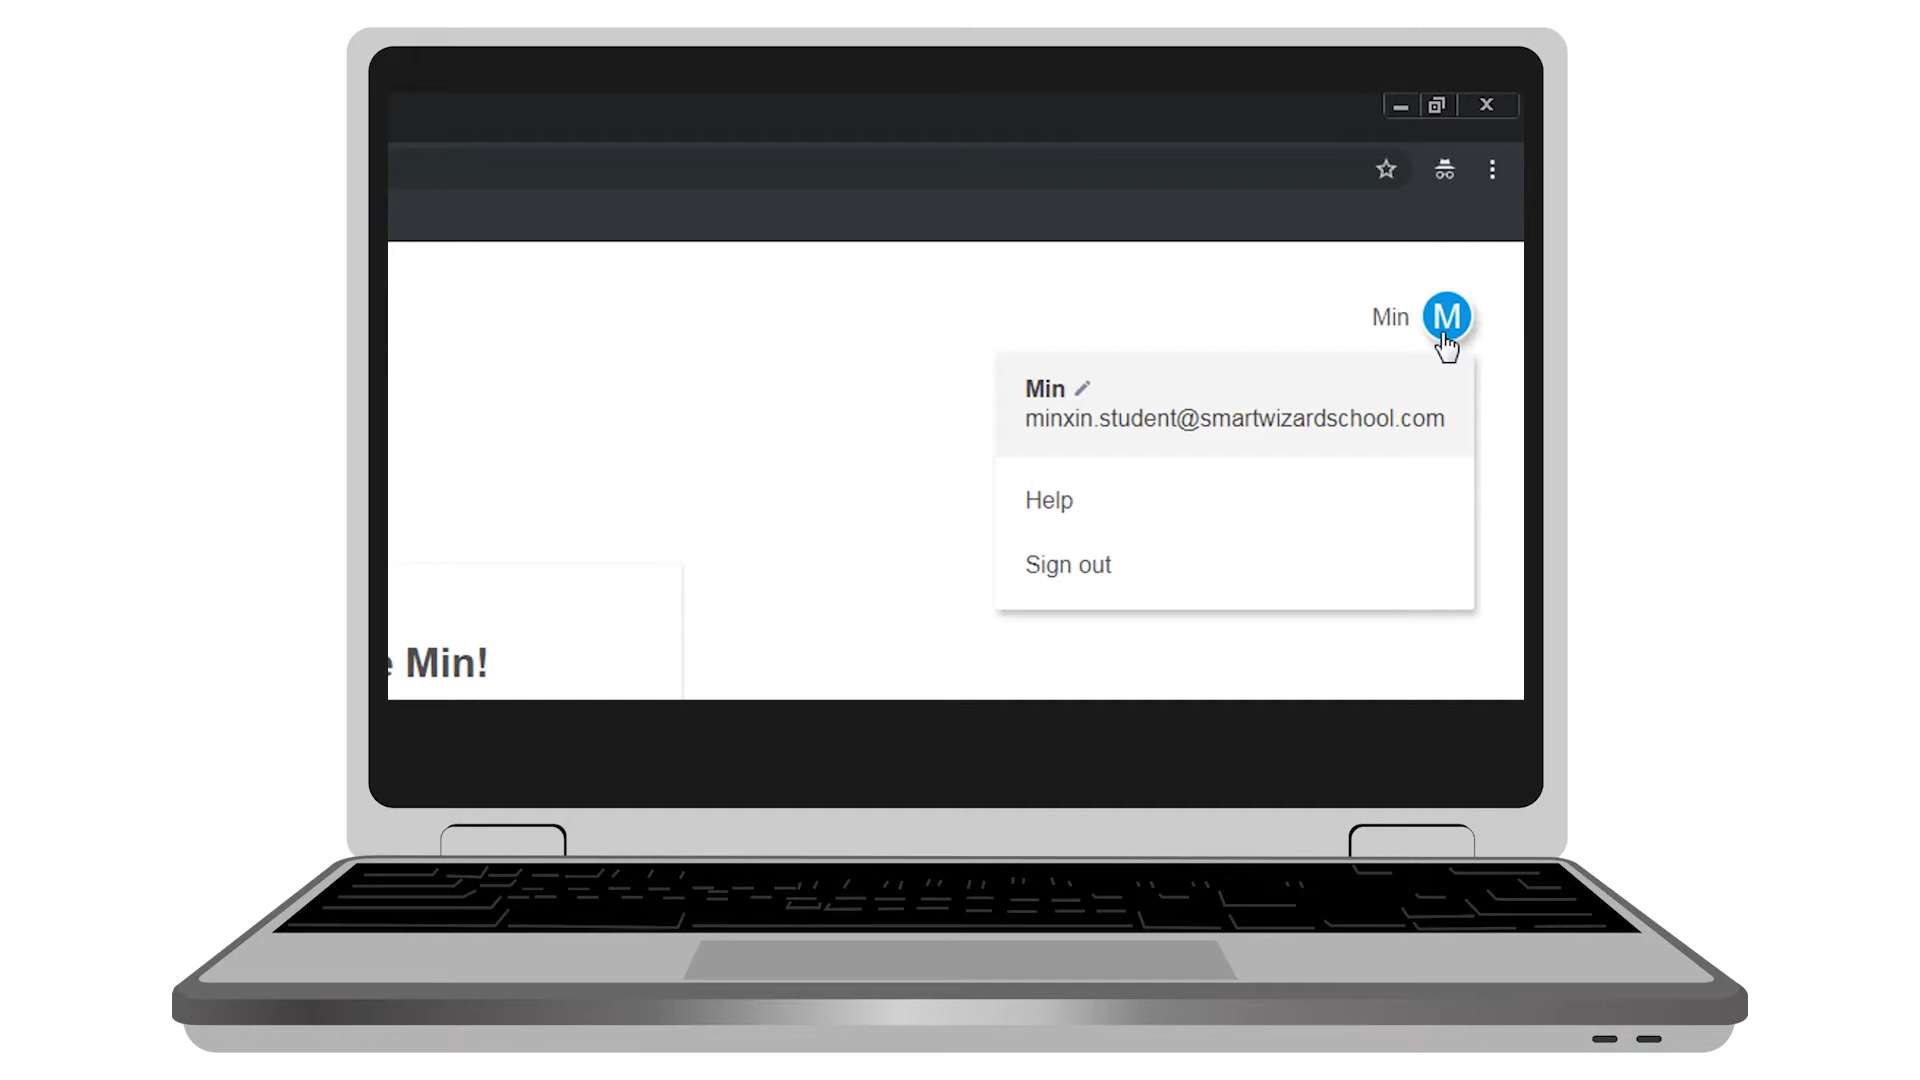 Min M
Min
minxin.student@smartwizardschool.com
Help
Sign out
Min!